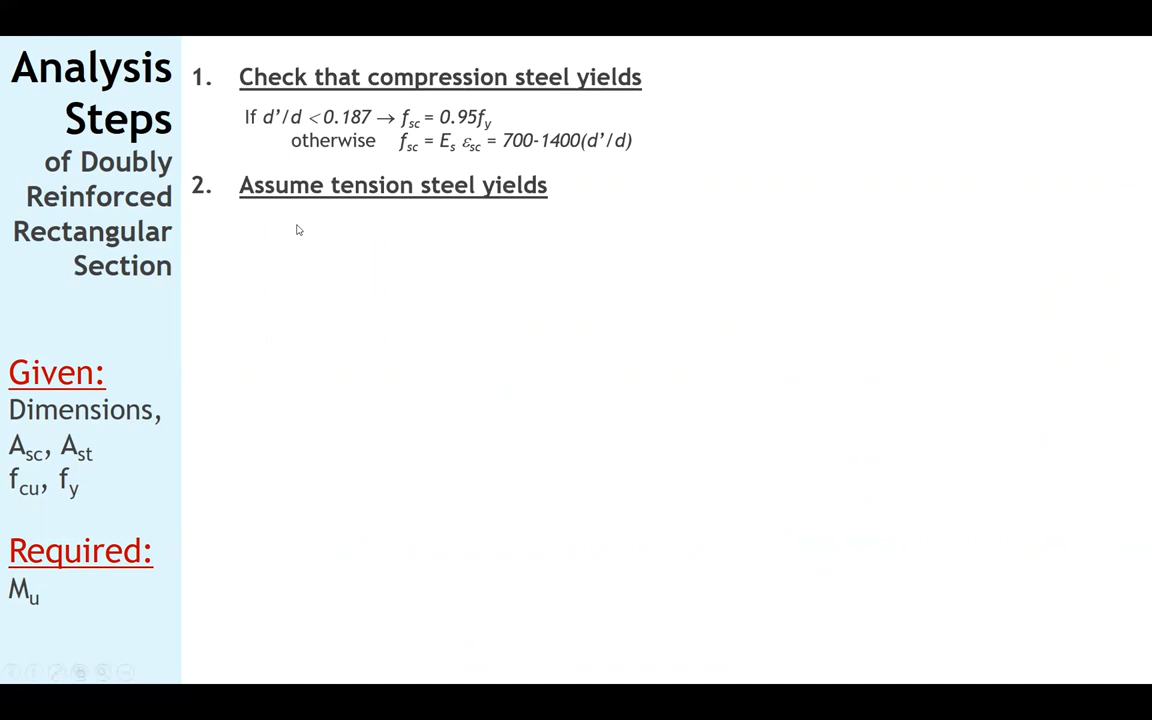 Analysis
Steps
of Doubly
Reinforced
Rectangular
Section
Given:
Dimensions,
Asc, Ast
fcu, fy
Required:
Mu
1. Check that compression steel yields
If d’/d < 0.187 → fsc = 0.95fy
otherwise fsc = Es εsc = 700-1400(d’/d)
2. Assume tension steel yields